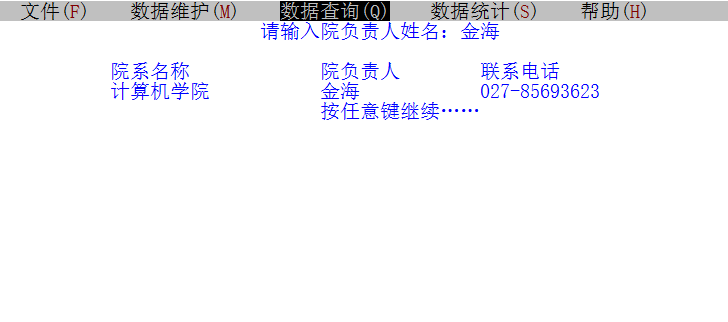 文件(F) 数据维护(M) 数据查询(Q) 数据统计(S) 帮助(H)
请输入院负责人姓名：金海
院系名称 院负责人 联系电话
计算机学院 金海 027-85693623
按任意键继续……